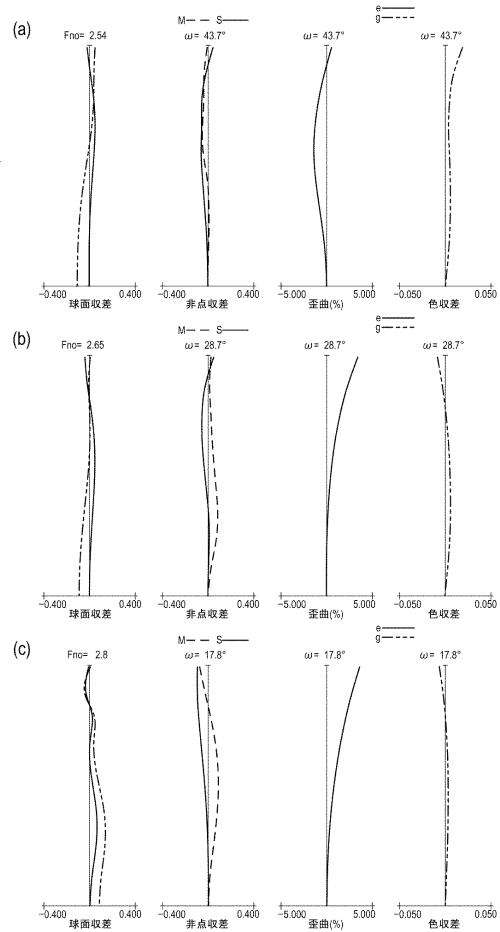 (a)
M— — S—— e——
g-----
Fno= 2.54 ω= 43.7° ω= 43.7° ω= 43.7°
-0.400 0.400 -0.400 0.400 -5.000 5.000 -0.050 0.050
球面収差 非点収差 歪曲(%) 色収差
(b)
M— — S—— e——
g-----
Fno= 2.65 ω= 28.7° ω= 28.7° ω= 28.7°
-0.400 0.400 -0.400 0.400 -5.000 5.000 -0.050 0.050
球面収差 非点収差 歪曲(%) 色収差
(c)
M— — S—— e——
g-----
Fno= 2.8 ω= 17.8° ω= 17.8° ω= 17.8°
-0.400 0.400 -0.400 0.400 -5.000 5.000 -0.050 0.050
球面収差 非点収差 歪曲(%) 色収差